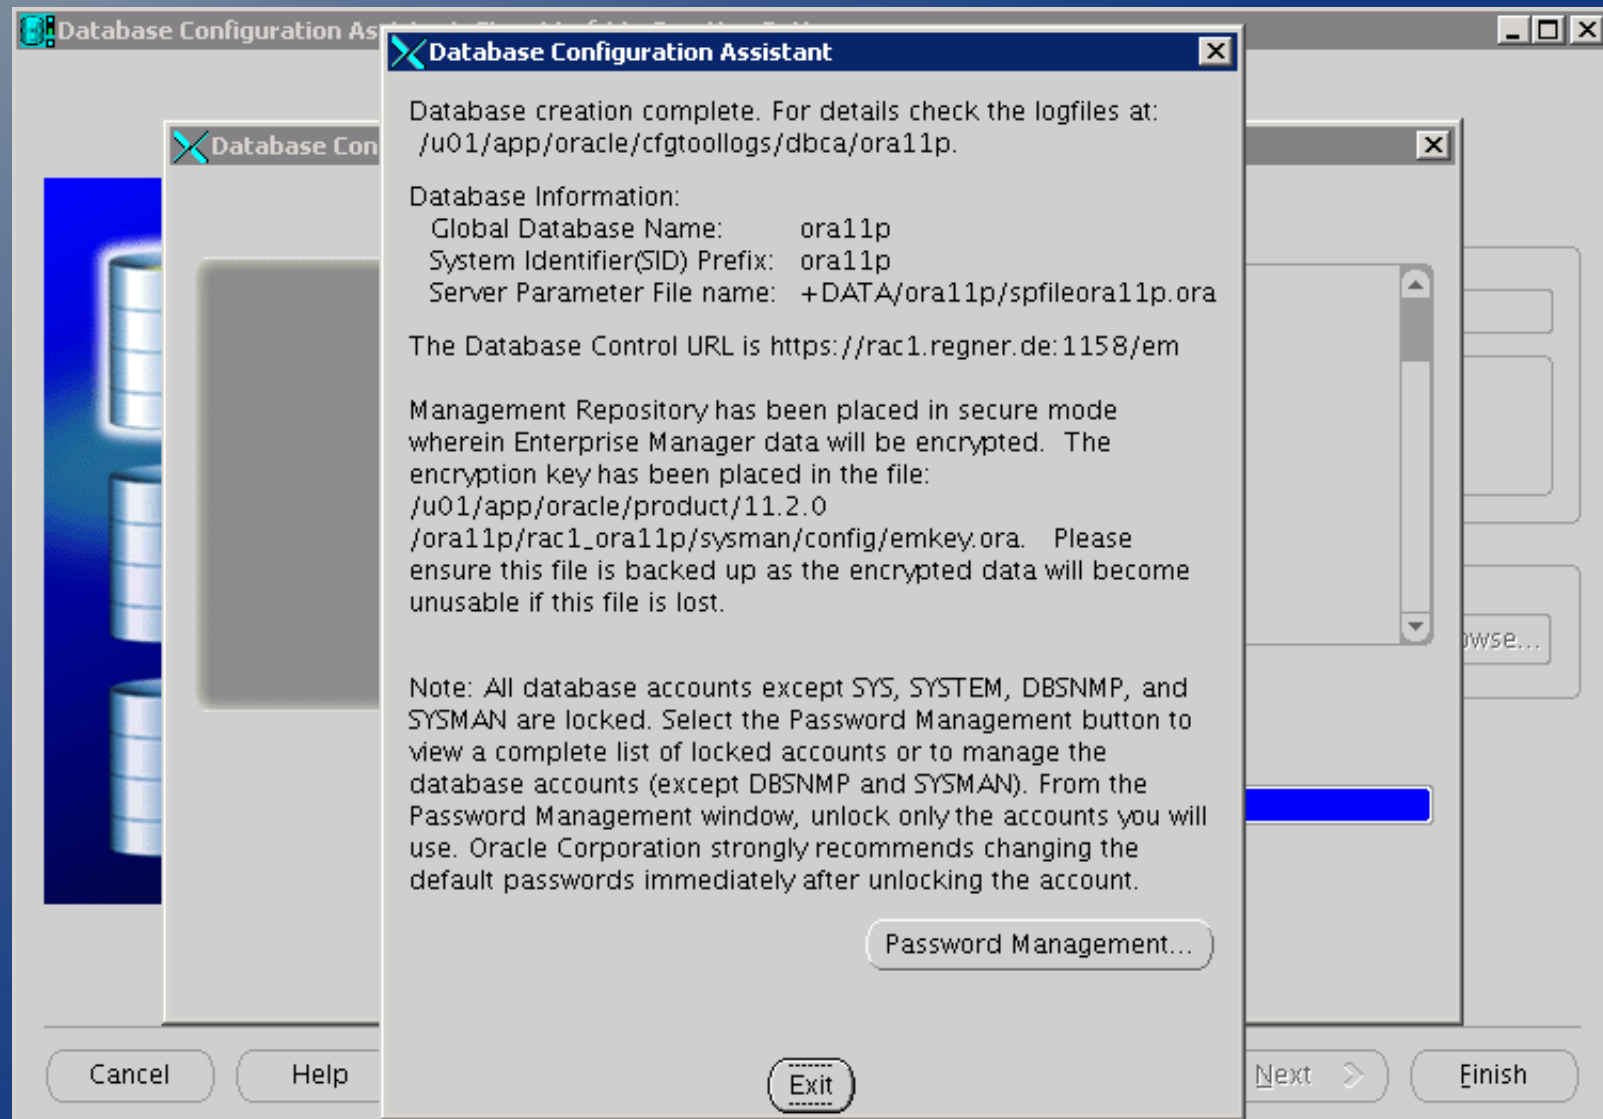 Database Configuration As
Database Configuration Assistant
Database Con
Database creation complete. For details check the logfiles at:
/u01/app/oracle/cfgtoollogs/dbca/ora11p.
Database Information:
Global Database Name: ora11p
System Identifier(SID) Prefix: ora11p
Server Parameter File name: +DATA/ora11p/spfileora11p.ora
The Database Control URL is https://rac1.regner.de:1158/em
Management Repository has been placed in secure mode
wherein Enterprise Manager data will be encrypted. The
encryption key has been placed in the file:
/u01/app/oracle/product/11.2.0
/ora11p/rac1_ora11p/sysman/config/emkey.ora. Please
ensure this file is backed up as the encrypted data will become
unusable if this file is lost.
owse...
Note: All database accounts except SYS, SYSTEM, DBSNMP, and
SYSMAN are locked. Select the Password Management button to
view a complete list of locked accounts or to manage the
database accounts (except DBSNMP and SYSMAN). From the
Password Management window, unlock only the accounts you will
use. Oracle Corporation strongly recommends changing the
default passwords immediately after unlocking the account.
Password Management...
Cancel
Help
Exit
Next
Finish